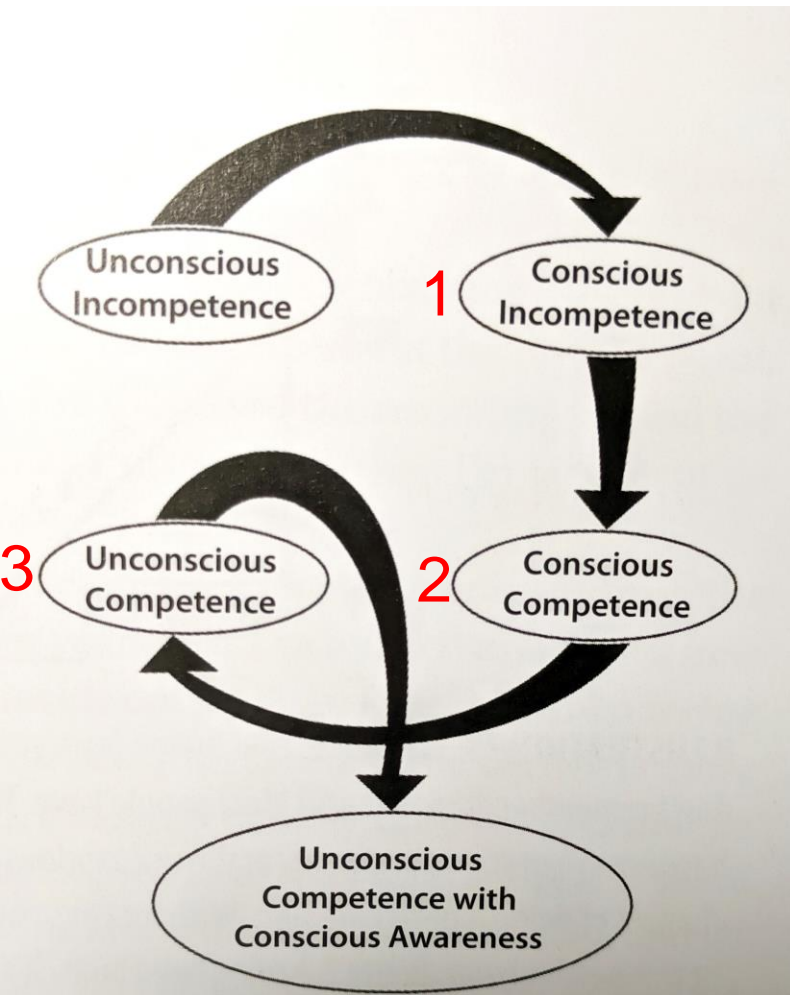 Unconscious
Incompetence
1
Conscious
Incompetence
2
Conscious
Competence
3
Unconscious
Competence
Unconscious
Competence with
Conscious Awareness